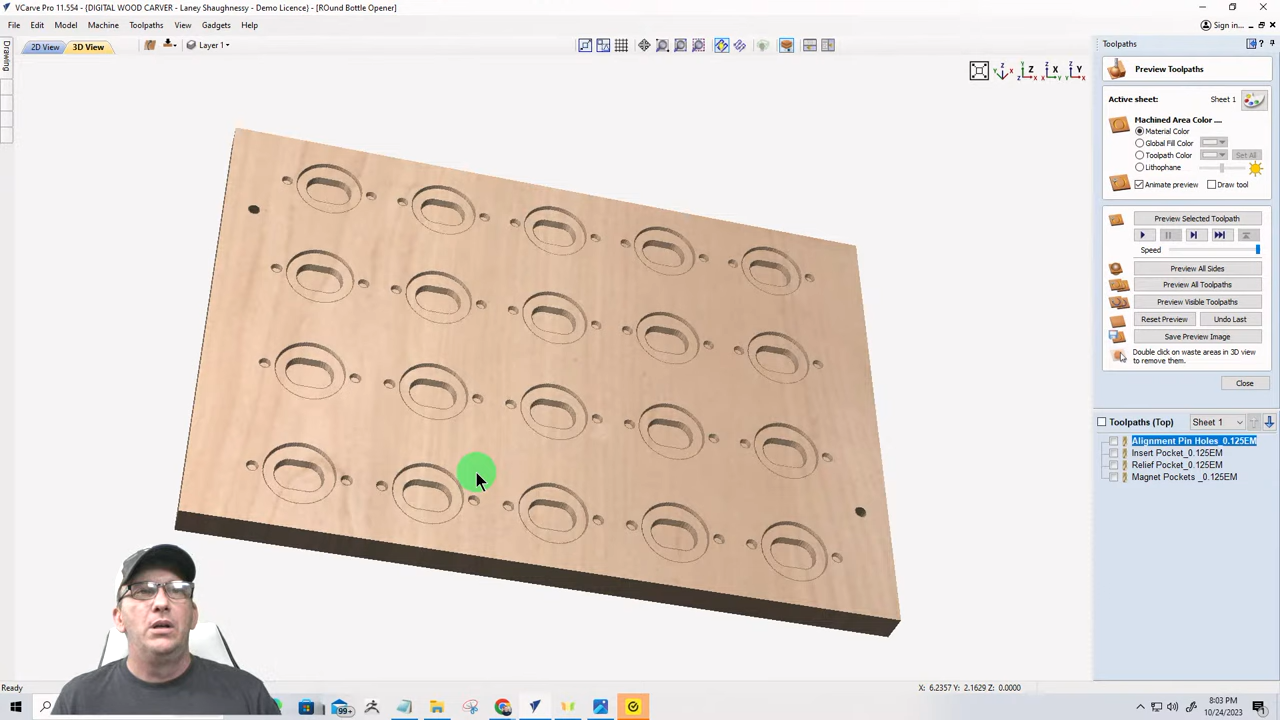 VCarve Pro 11.554 - {DIGITAL WOOD CARVER - Laney Shaughnessy - Demo Licence} - [ROund Bottle Opener]
File Edit Model Machine Toolpaths View Gadgets Help
Sign in...
2D View 3D View Layer 1
Drawing
Toolpaths
Z X Y
Preview Toolpaths
Active sheet: Sheet 1
Machined Area Color ....
Material Color
Global Fill Color
Toolpath Color Set All
Lithophane
Animate preview Draw tool
Preview Selected Toolpath
Speed
Preview All Sides
Preview All Toolpaths
Preview Visible Toolpaths
Reset Preview Undo Last
Save Preview Image
Double click on waste areas in 3D view
to remove them.
Close
Toolpaths (Top) Sheet 1
Alignment Pin Holes_0.125EM
Insert Pocket_0.125EM
Relief Pocket_0.125EM
Magnet Pockets _0.125EM
Ready
X: 6.2357 Y: 2.1629 Z: 0.0000
99+
8:03 PM
10/24/2023